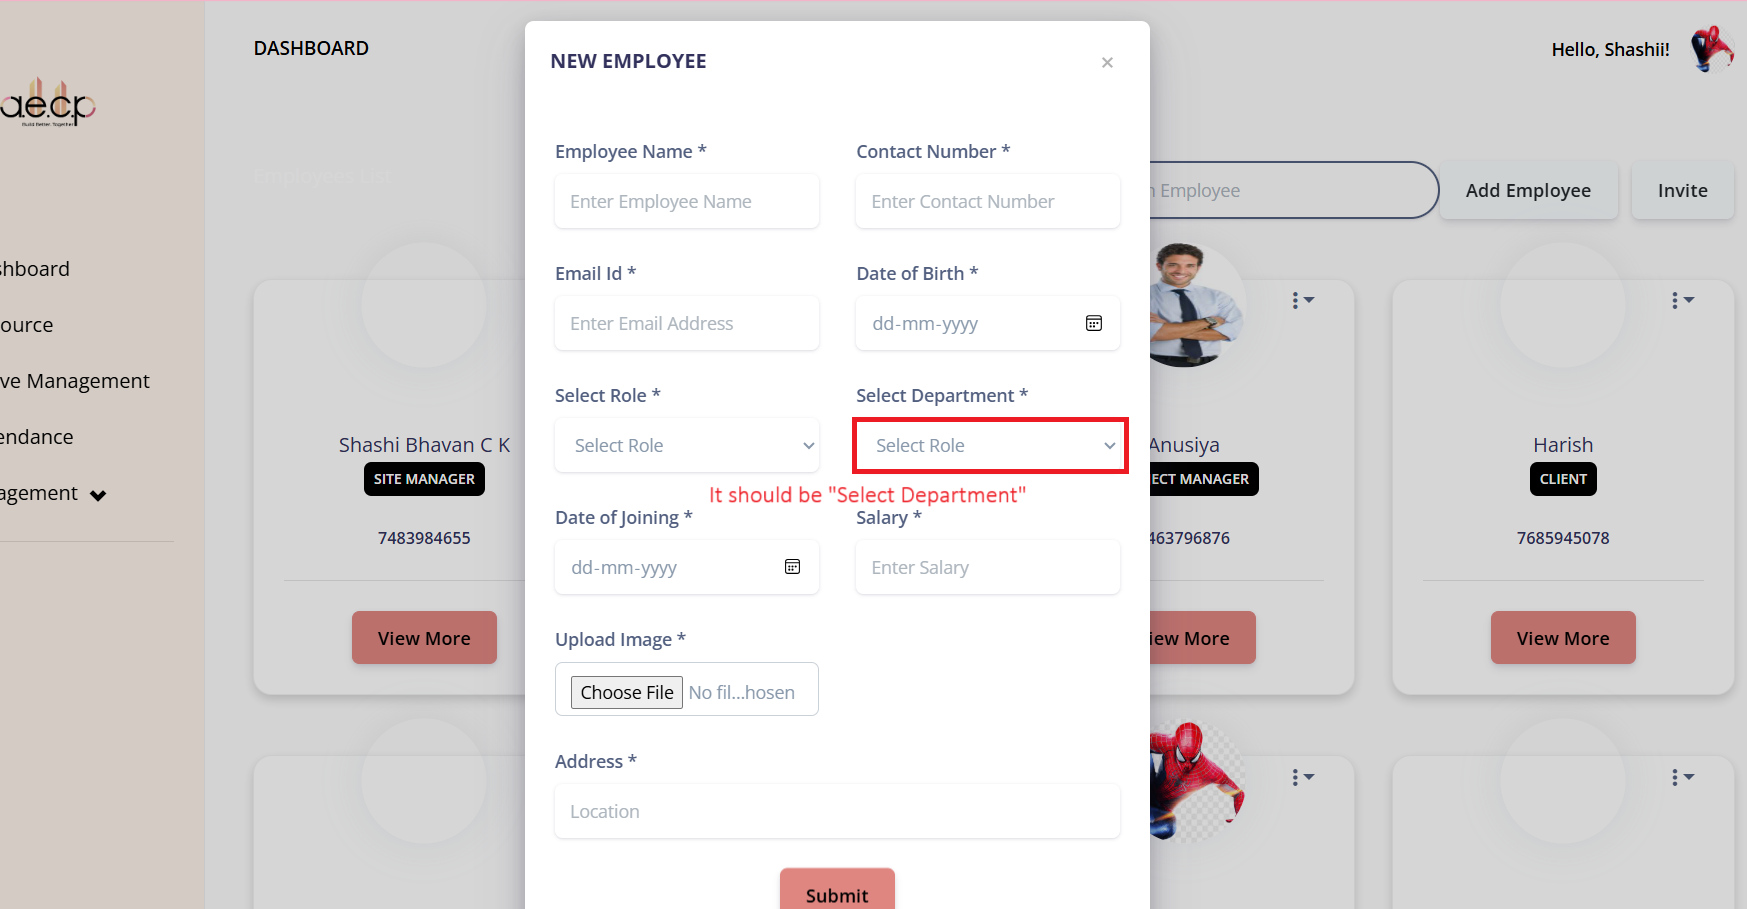 DASHBOARD
Hello, Shashii!
a.e.c.p
Build Better. Together
Employees List
Employee
Add Employee
Invite
shboard
ource
ve Management
endance
agement
NEW EMPLOYEE
×
Employee Name *
Contact Number *
Enter Employee Name
Enter Contact Number
Email Id *
Date of Birth *
Enter Email Address
dd-mm-yyyy
Select Role *
Select Department *
Select Role
Select Role
It should be "Select Department"
Date of Joining *
Salary *
dd-mm-yyyy
Enter Salary
Upload Image *
Choose File No fil...hosen
Address *
Location
Submit
Shashi Bhavan C K
SITE MANAGER
7483984655
View More
Anusiya
ECT MANAGER
463796876
iew More
Harish
CLIENT
7685945078
View More